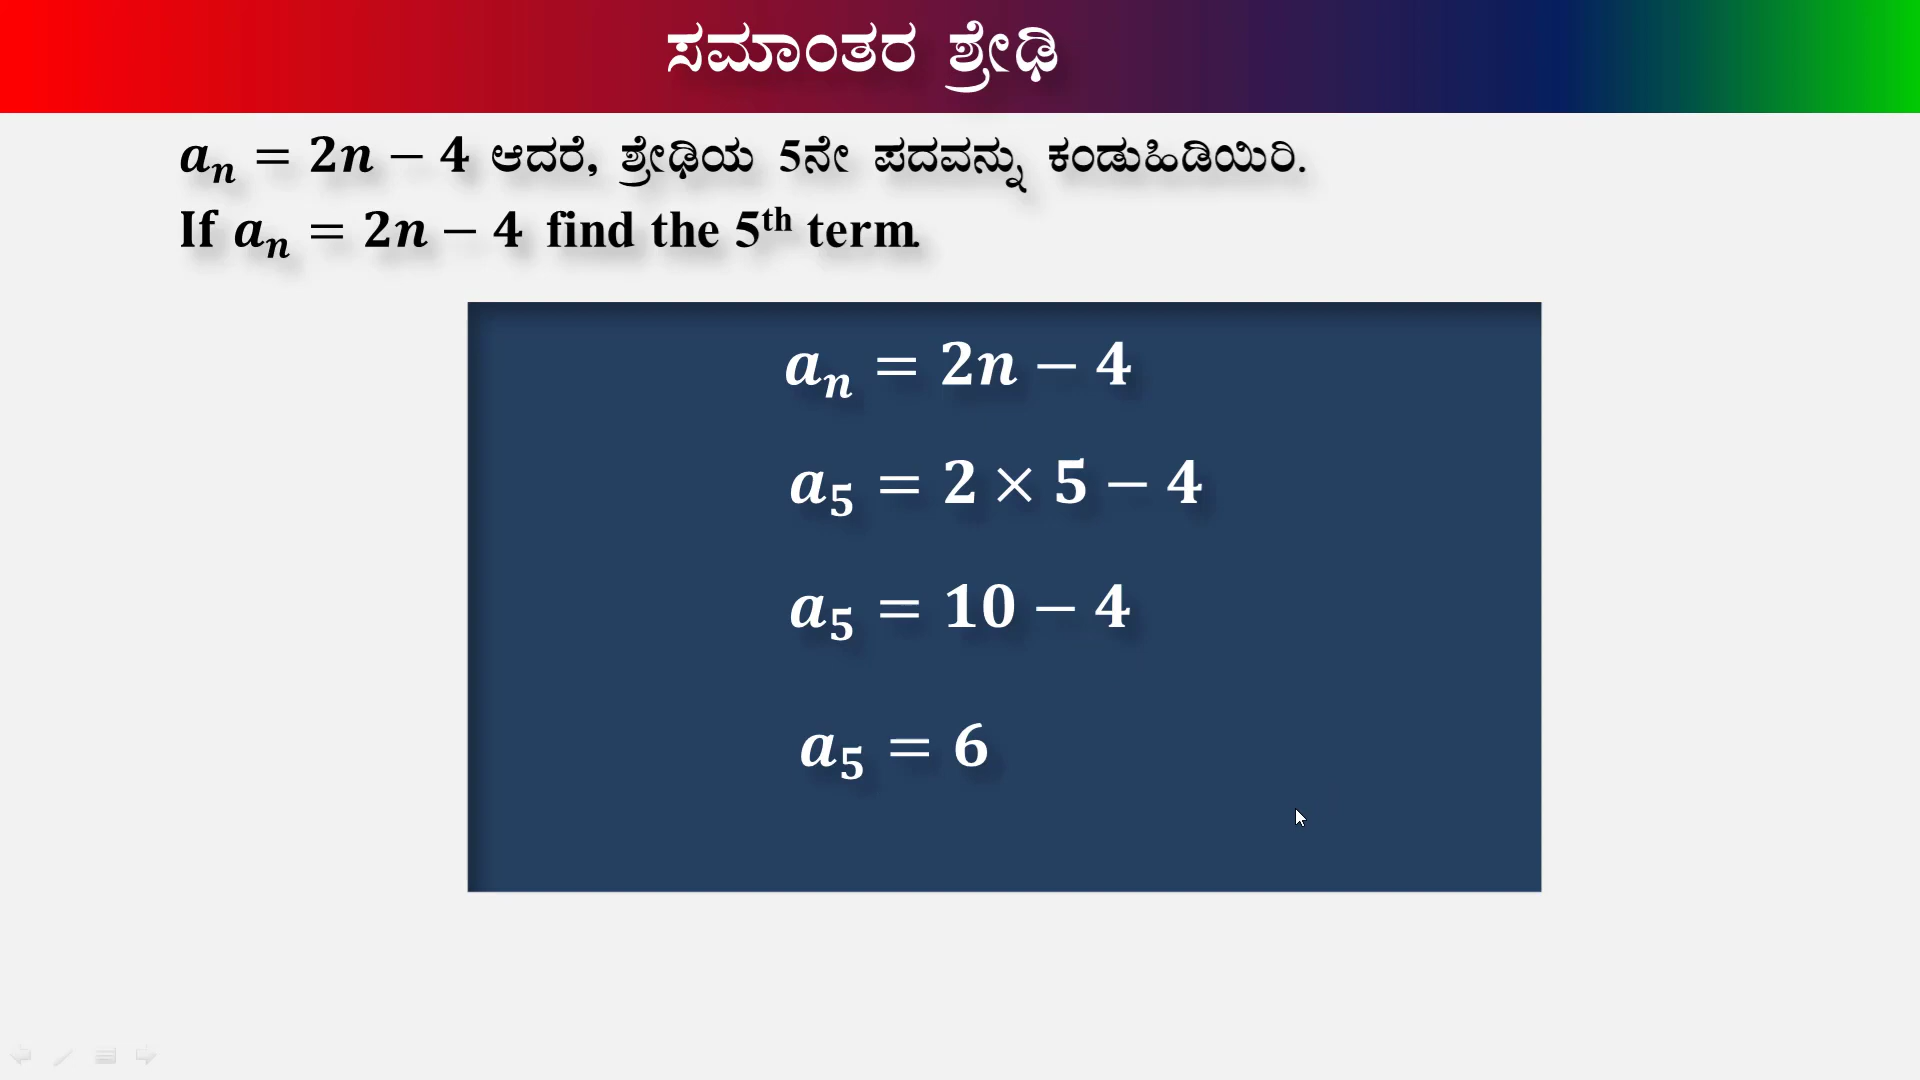 ಸಮಾಂತರ ಶ್ರೇಢಿ
aₙ = 2n − 4 ಆದರೆ, ಶ್ರೇಢಿಯ 5ನೇ ಪದವನ್ನು ಕಂಡುಹಿಡಿಯಿರಿ.
If aₙ = 2n − 4 find the 5ᵗʰ term.
aₙ = 2n − 4
a₅ = 2 × 5 − 4
a₅ = 10 − 4
a₅ = 6